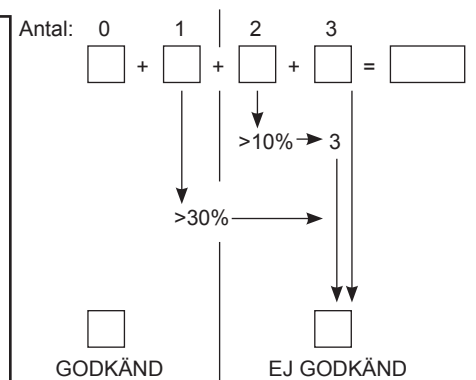 Antal: 0 1 2 3
+ + + =
>10% 3
>30%
GODKÄND EJ GODKÄND